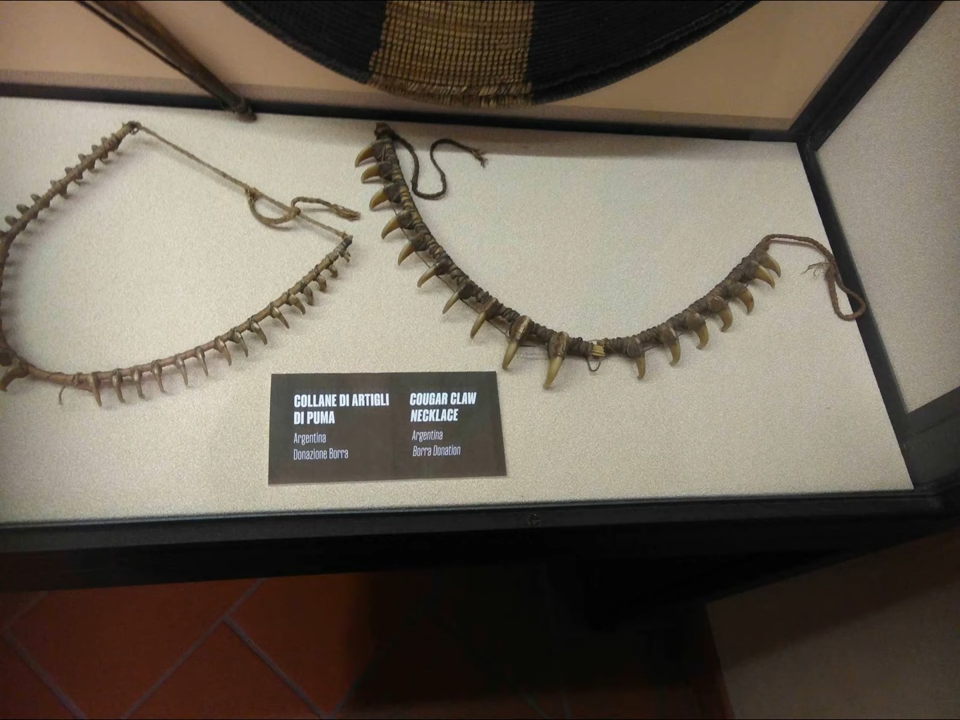 COLLANE DI ARTIGLI
DI PUMA
Argentina
Donazione Borra
COUGAR CLAW
NECKLACE
Argentina
Borra Donation